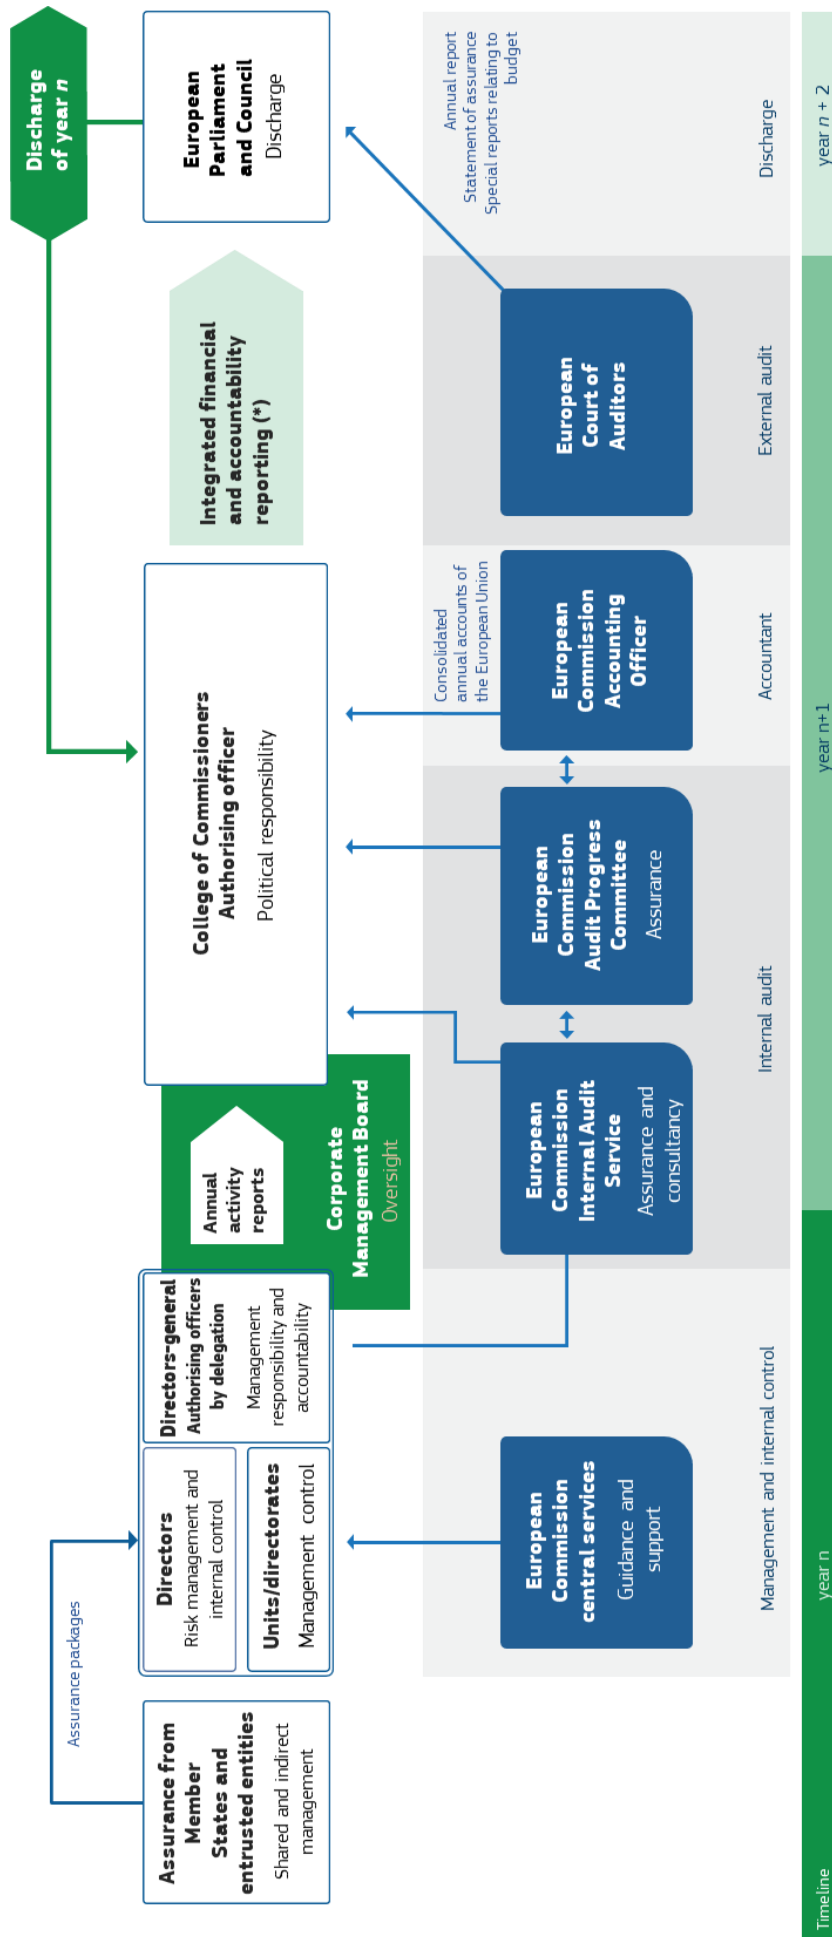 Discharge
of year n
Assurance packages
Assurance from
Member
States and
entrusted entities
Shared and indirect
management
Directors
Risk management and
internal control
Units/directorates
Management control
Directors-general
Authorising officers
by delegation
Management
responsibility and
accountability
Annual
activity
reports
Corporate
Management Board
Oversight
College of Commissioners
Authorising officer
Political responsibility
Integrated financial
and accountability
reporting (*)
European
Parliament
and Council
Discharge
European
Commission
central services
Guidance and
support
European
Commission
Internal Audit
Service
Assurance and
consultancy
European
Commission
Audit Progress
Committee
Assurance
Consolidated
annual accounts of
the European Union
European
Commission
Accounting
Officer
European
Court of
Auditors
Annual report
Statement of assurance
Special reports relating to
budget
Management and internal control
Internal audit
Accountant
External audit
Discharge
Timeline
year n
year n+1
year n + 2